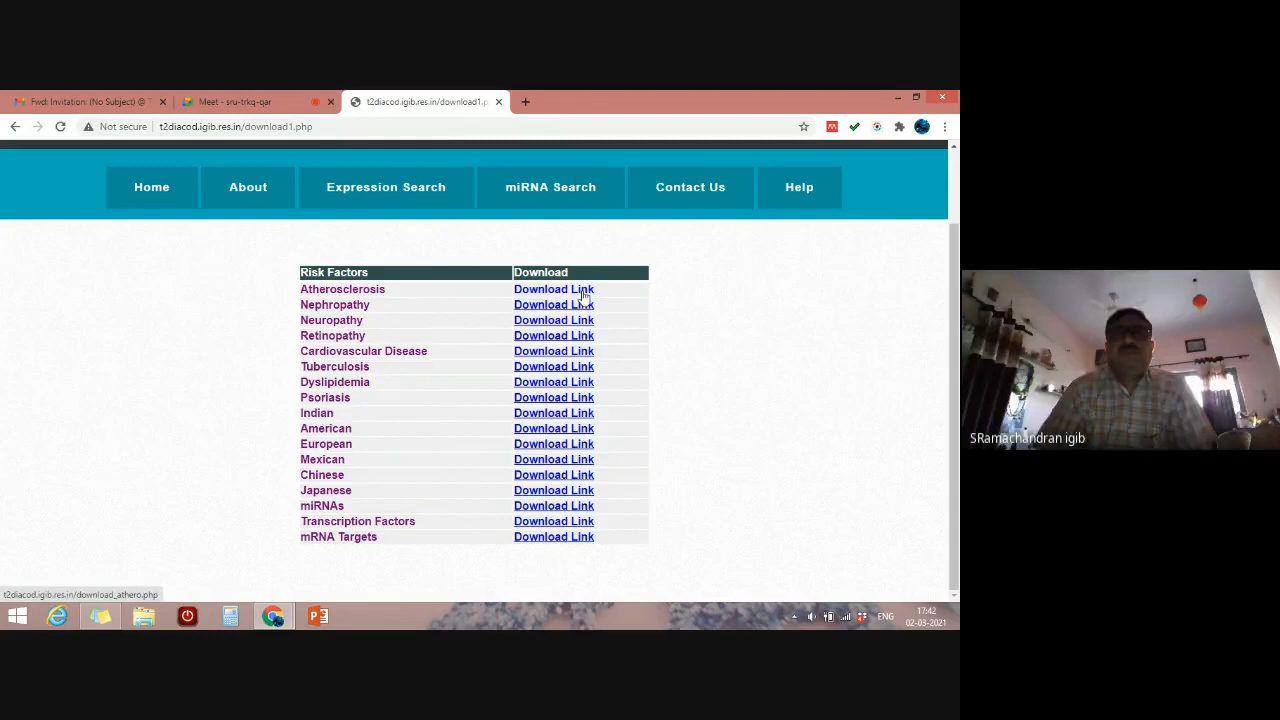 Fwd: Invitation: (No Subject) @ T
Meet - sru-trkq-qar
t2diacod.igib.res.in/download1.p
Not secure
t2diacod.igib.res.in/download1.php
Home
About
Expression Search
miRNA Search
Contact Us
Help
Risk Factors Download
Atherosclerosis Download Link
Nephropathy Download Link
Neuropathy Download Link
Retinopathy Download Link
Cardiovascular Disease Download Link
Tuberculosis Download Link
Dyslipidemia Download Link
Psoriasis Download Link
Indian Download Link
American Download Link
European Download Link
Mexican Download Link
Chinese Download Link
Japanese Download Link
miRNAs Download Link
Transcription Factors Download Link
mRNA Targets Download Link
t2diacod.igib.res.in/download_athero.php
ENG
17:42
02-03-2021
SRamachandran igib